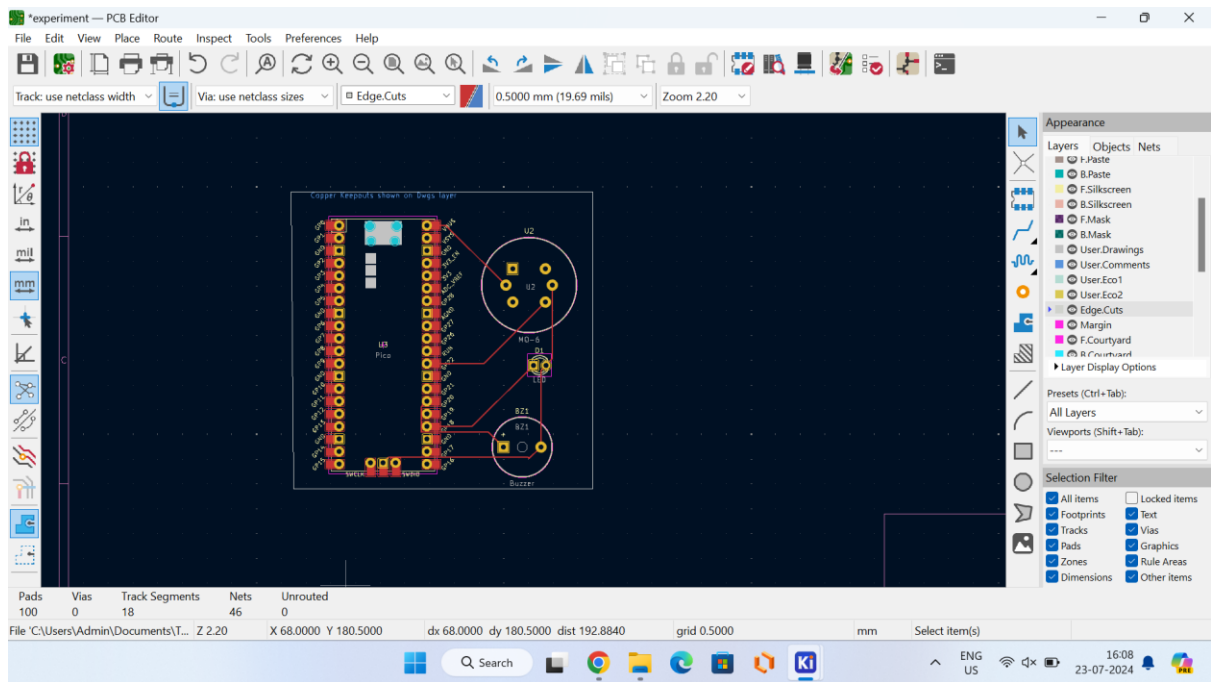 *experiment — PCB Editor
File Edit View Place Route Inspect Tools Preferences Help
Track: use netclass width Via: use netclass sizes Edge.Cuts 0.5000 mm (19.69 mils) Zoom 2.20
Appearance
Layers Objects Nets
F.Paste
B.Paste
F.Silkscreen
B.Silkscreen
F.Mask
B.Mask
User.Drawings
User.Comments
User.Eco1
User.Eco2
Edge.Cuts
Margin
F.Courtyard
B.Courtyard
Layer Display Options
Presets (Ctrl+Tab):
All Layers
Viewports (Shift+Tab):
---
Selection Filter
All items Locked items
Footprints Text
Tracks Vias
Pads Graphics
Zones Rule Areas
Dimensions Other items
in
mil
mm
Copper Keepouts shown on Dwgs layer
U2
U2
MD-6
D1
LED
U3
Pico
BZ1
BZ1
Buzzer
SWCLK SWDIO
C
Pads Vias Track Segments Nets Unrouted
100 0 18 46 0
File 'C:\Users\Admin\Documents\T... Z 2.20 X 68.0000 Y 180.5000 dx 68.0000 dy 180.5000 dist 192.8840 grid 0.5000 mm Select item(s)
Search
ENG
US
16:08
23-07-2024
PRE